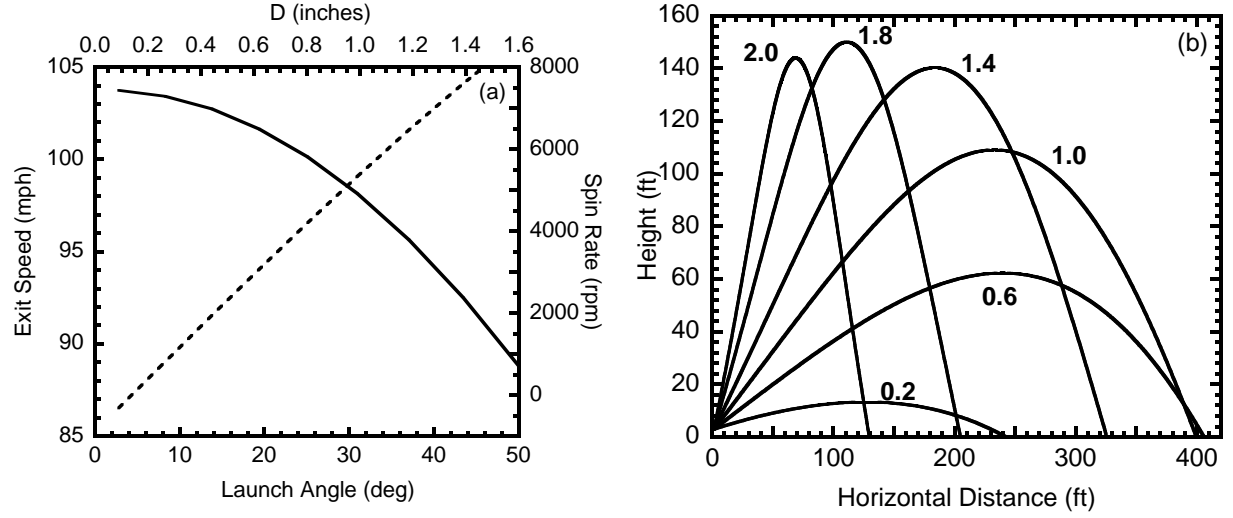 D (inches)
0.0 0.2 0.4 0.6 0.8 1.0 1.2 1.4 1.6
105 8000
(a)
100 6000
95 4000
90 2000
85 0
Exit Speed (mph)
Spin Rate (rpm)
0 10 20 30 40 50
Launch Angle (deg)
160
140
120
100
80
60
40
20
0
Height (ft)
(b)
2.0
1.8
1.4
1.0
0.6
0.2
0 100 200 300 400
Horizontal Distance (ft)